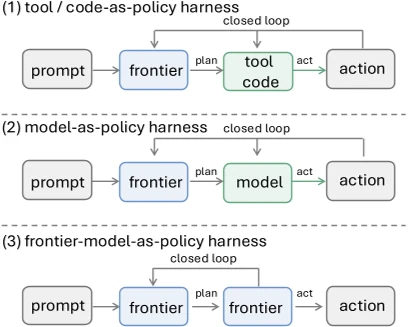 (1) tool / code-as-policy harness
closed loop
prompt
frontier
plan
tool
code
act
action
(2) model-as-policy harness
closed loop
prompt
frontier
plan
model
act
action
(3) frontier-model-as-policy harness
closed loop
prompt
frontier
plan
frontier
act
action